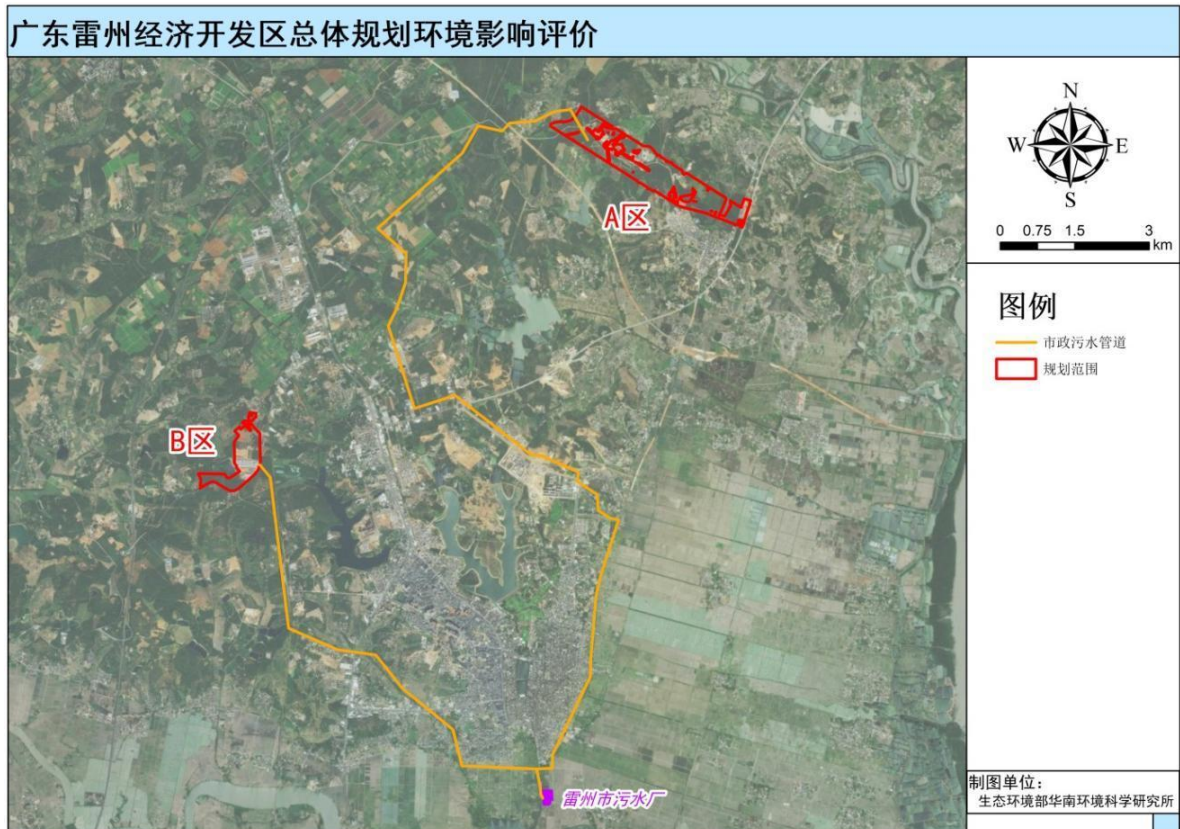 广东雷州经济开发区总体规划环境影响评价
N
W E
S
0 0.75 1.5 3
km
A区
图例
市政污水管道
规划范围
B区
雷州市污水厂
制图单位：
生态环境部华南环境科学研究所